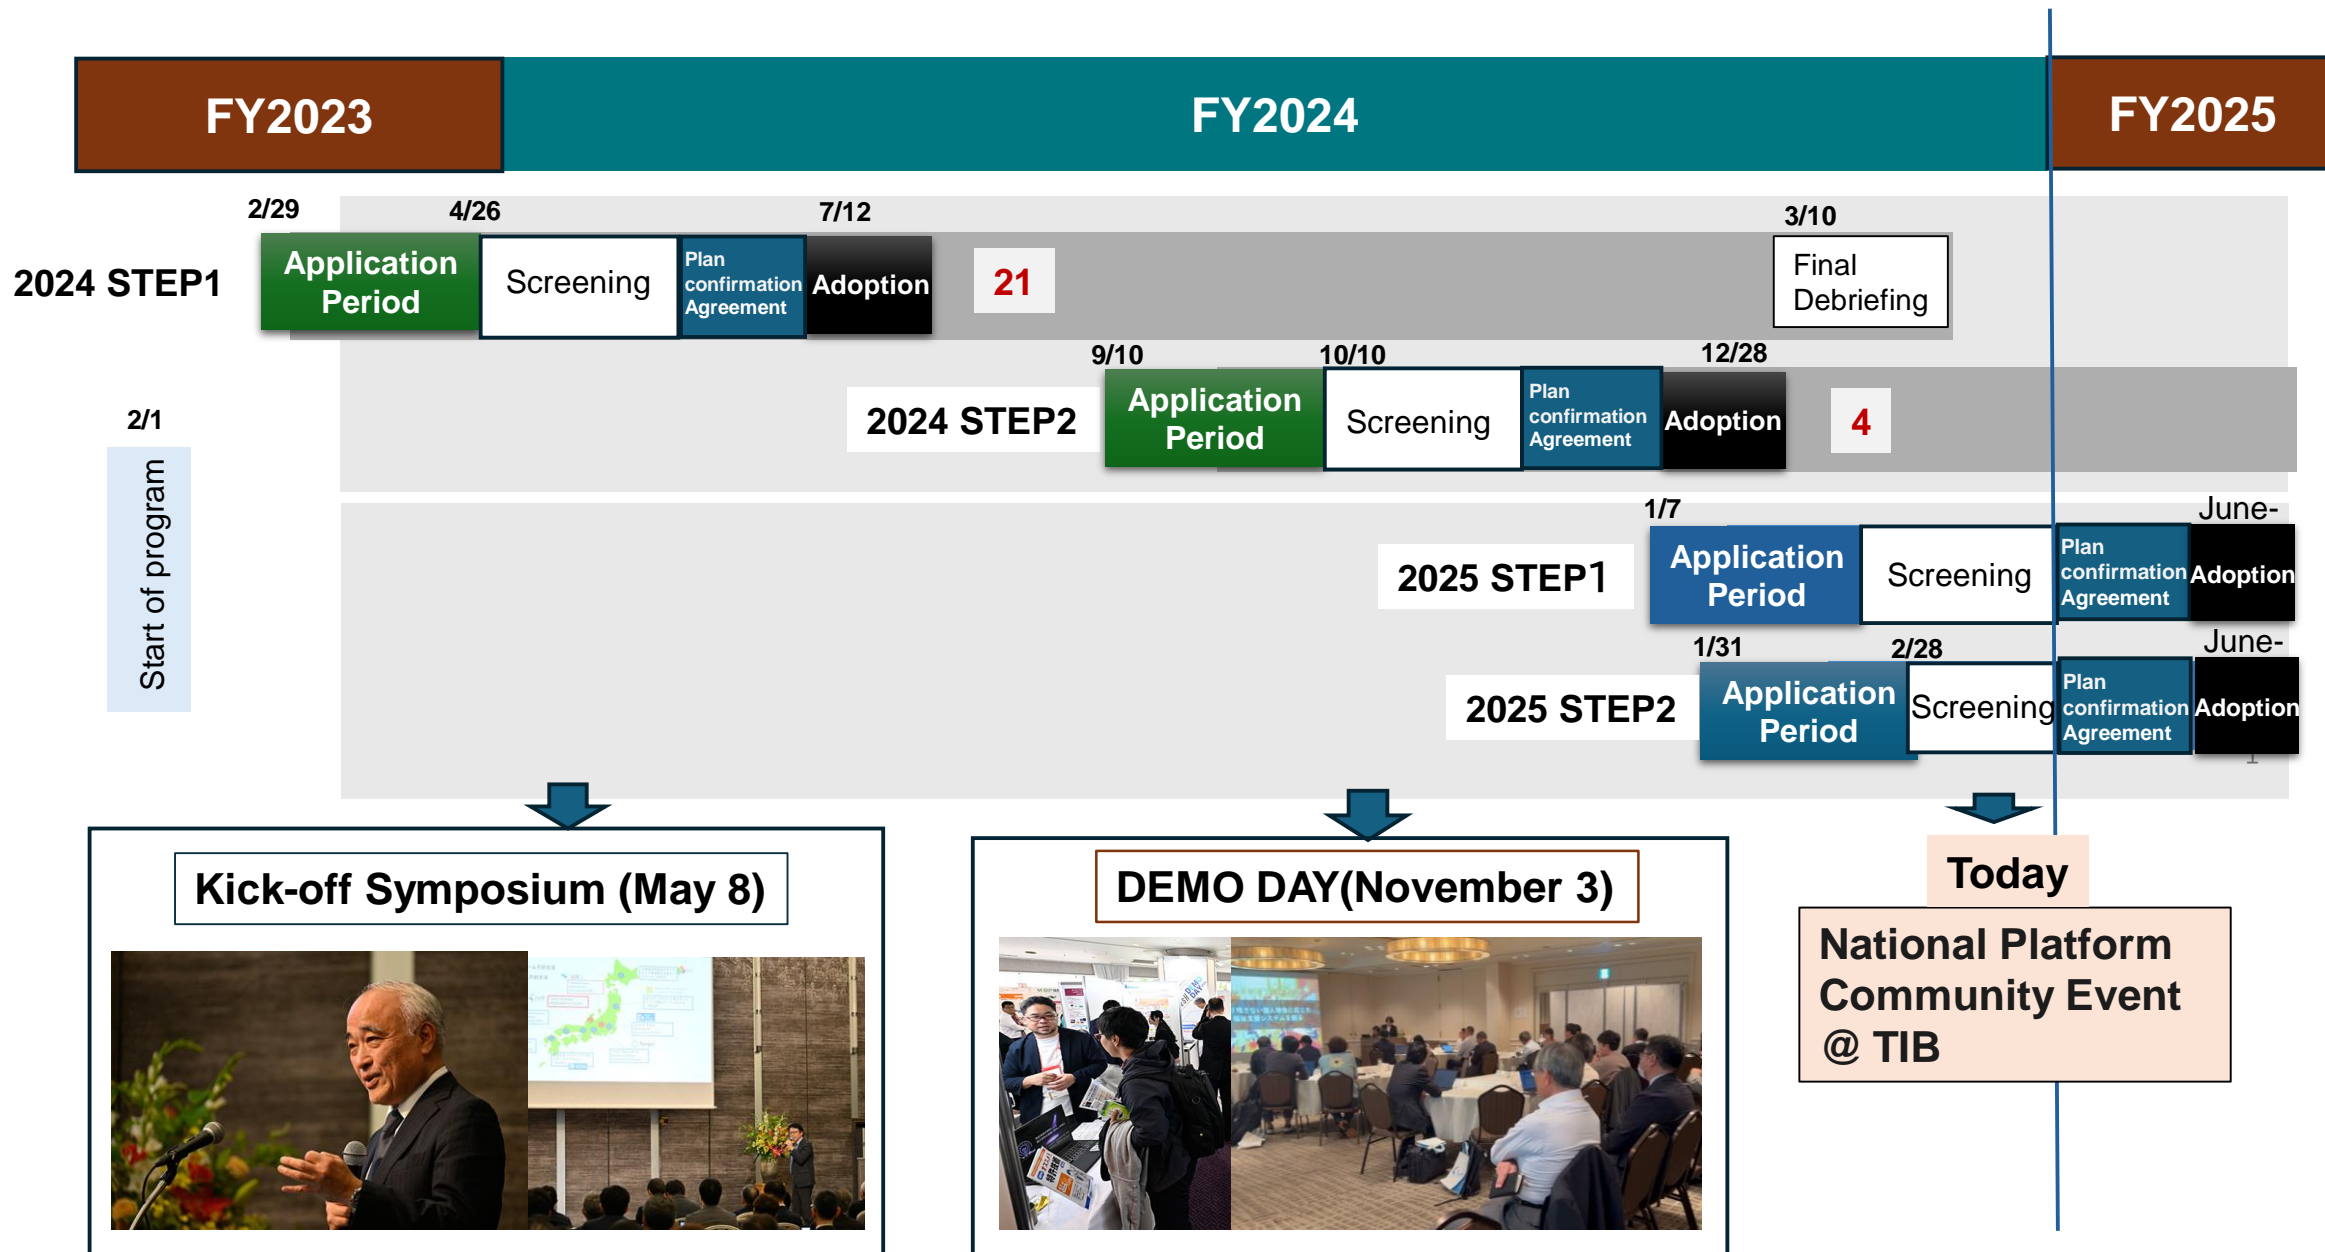 FY2023
FY2024
FY2025
2/29
4/26
7/12
3/10
2024 STEP1
Application
Period
Screening
Plan
confirmation
Agreement
Adoption
21
Final
Debriefing
9/10
10/10
12/28
2024 STEP2
Application
Period
Screening
Plan
confirmation
Agreement
Adoption
4
2/1
Start of program
1/7
June-
2025 STEP1
Application
Period
Screening
Plan
confirmation
Agreement
Adoption
1/31
2/28
June-
2025 STEP2
Application
Period
Screening
Plan
confirmation
Agreement
Adoption
1
Kick-off Symposium (May 8)
DEMO DAY(November 3)
Today
National Platform
Community Event
@ TIB
DEMO
DAY